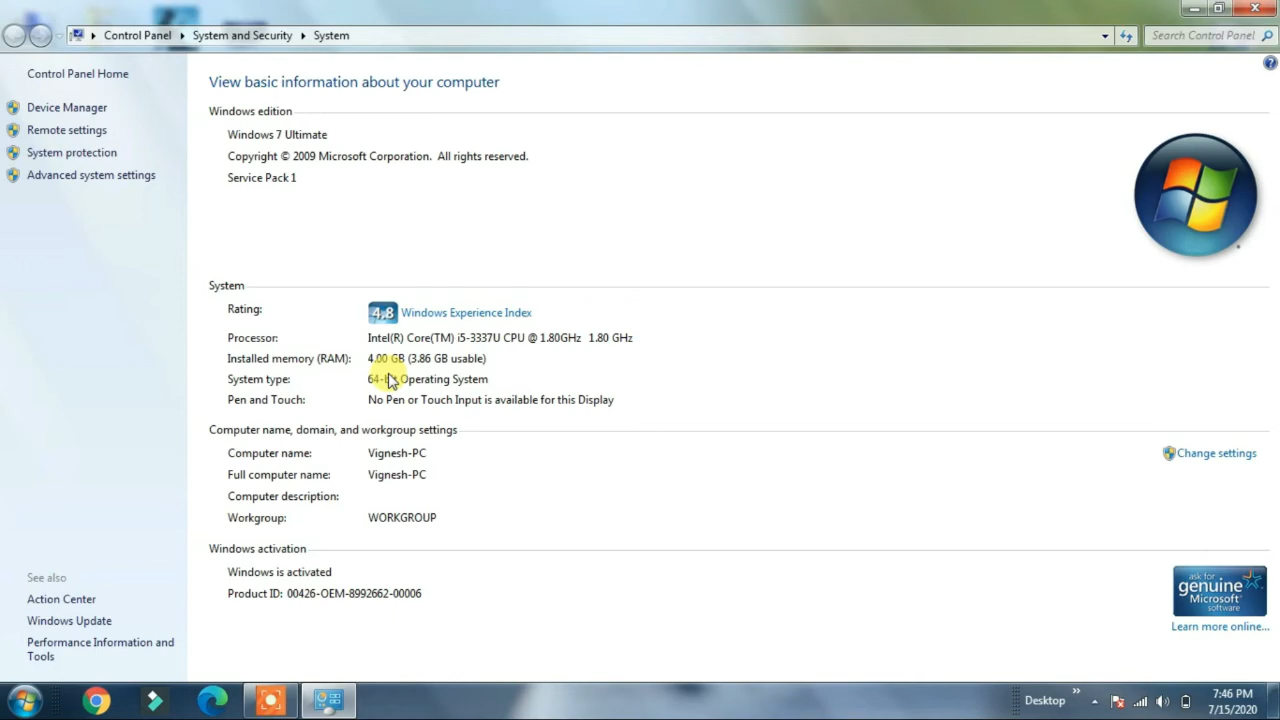 Control Panel ▸ System and Security ▸ System
Search Control Panel
Control Panel Home
Device Manager
Remote settings
System protection
Advanced system settings
View basic information about your computer
Windows edition
Windows 7 Ultimate
Copyright © 2009 Microsoft Corporation. All rights reserved.
Service Pack 1
System
Rating: 4,8 Windows Experience Index
Processor: Intel(R) Core(TM) i5-3337U CPU @ 1.80GHz 1.80 GHz
Installed memory (RAM): 4.00 GB (3.86 GB usable)
System type: 64-bit Operating System
Pen and Touch: No Pen or Touch Input is available for this Display
Computer name, domain, and workgroup settings
Computer name: Vignesh-PC
Change settings
Full computer name: Vignesh-PC
Computer description:
Workgroup: WORKGROUP
Windows activation
Windows is activated
Product ID: 00426-OEM-8992662-00006
ask for
genuine
Microsoft
software
Learn more online...
See also
Action Center
Windows Update
Performance Information and
Tools
Desktop
7:46 PM
7/15/2020